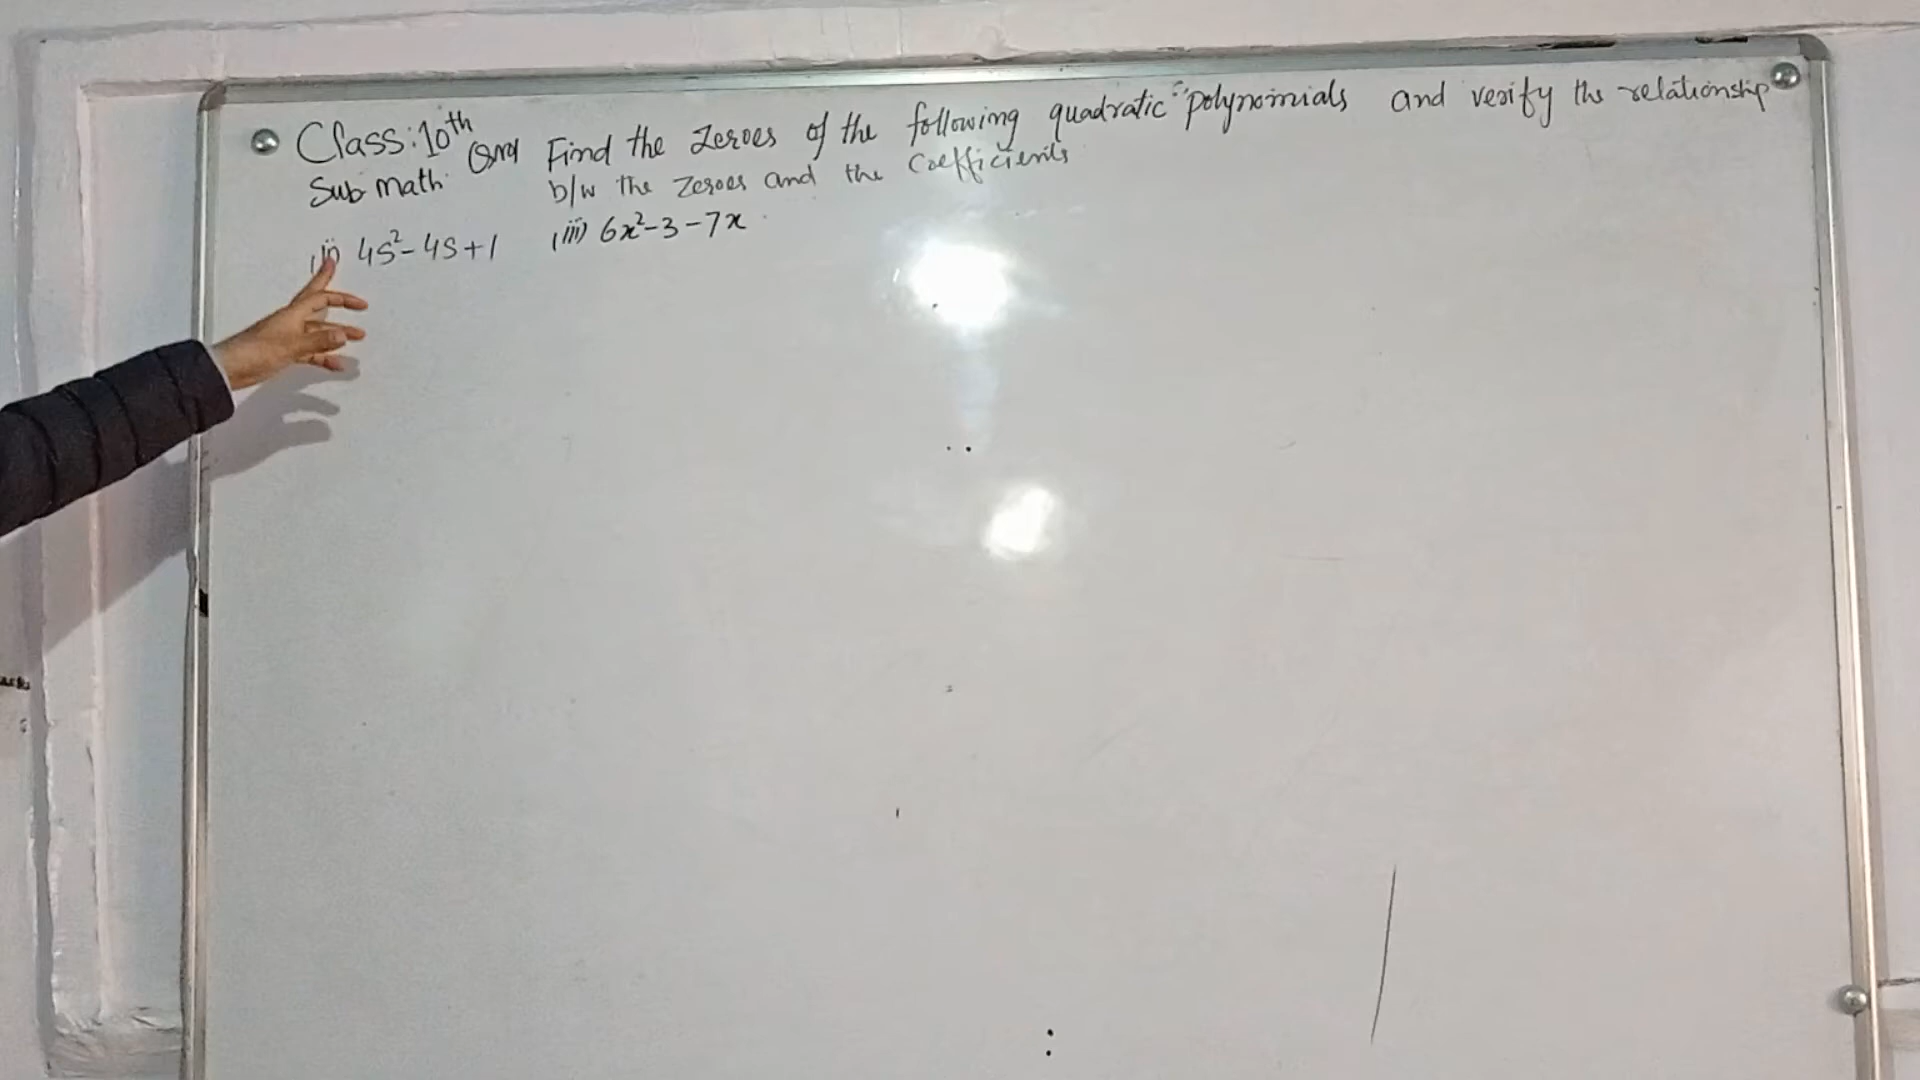 Class: 10th
Sub Math
Qno1 Find the zeroes of the following quadratic polynomials and verify the relationship
b/w the zeroes and the coefficients
(ii) 4s²-4s+1 (iii) 6x²-3-7x